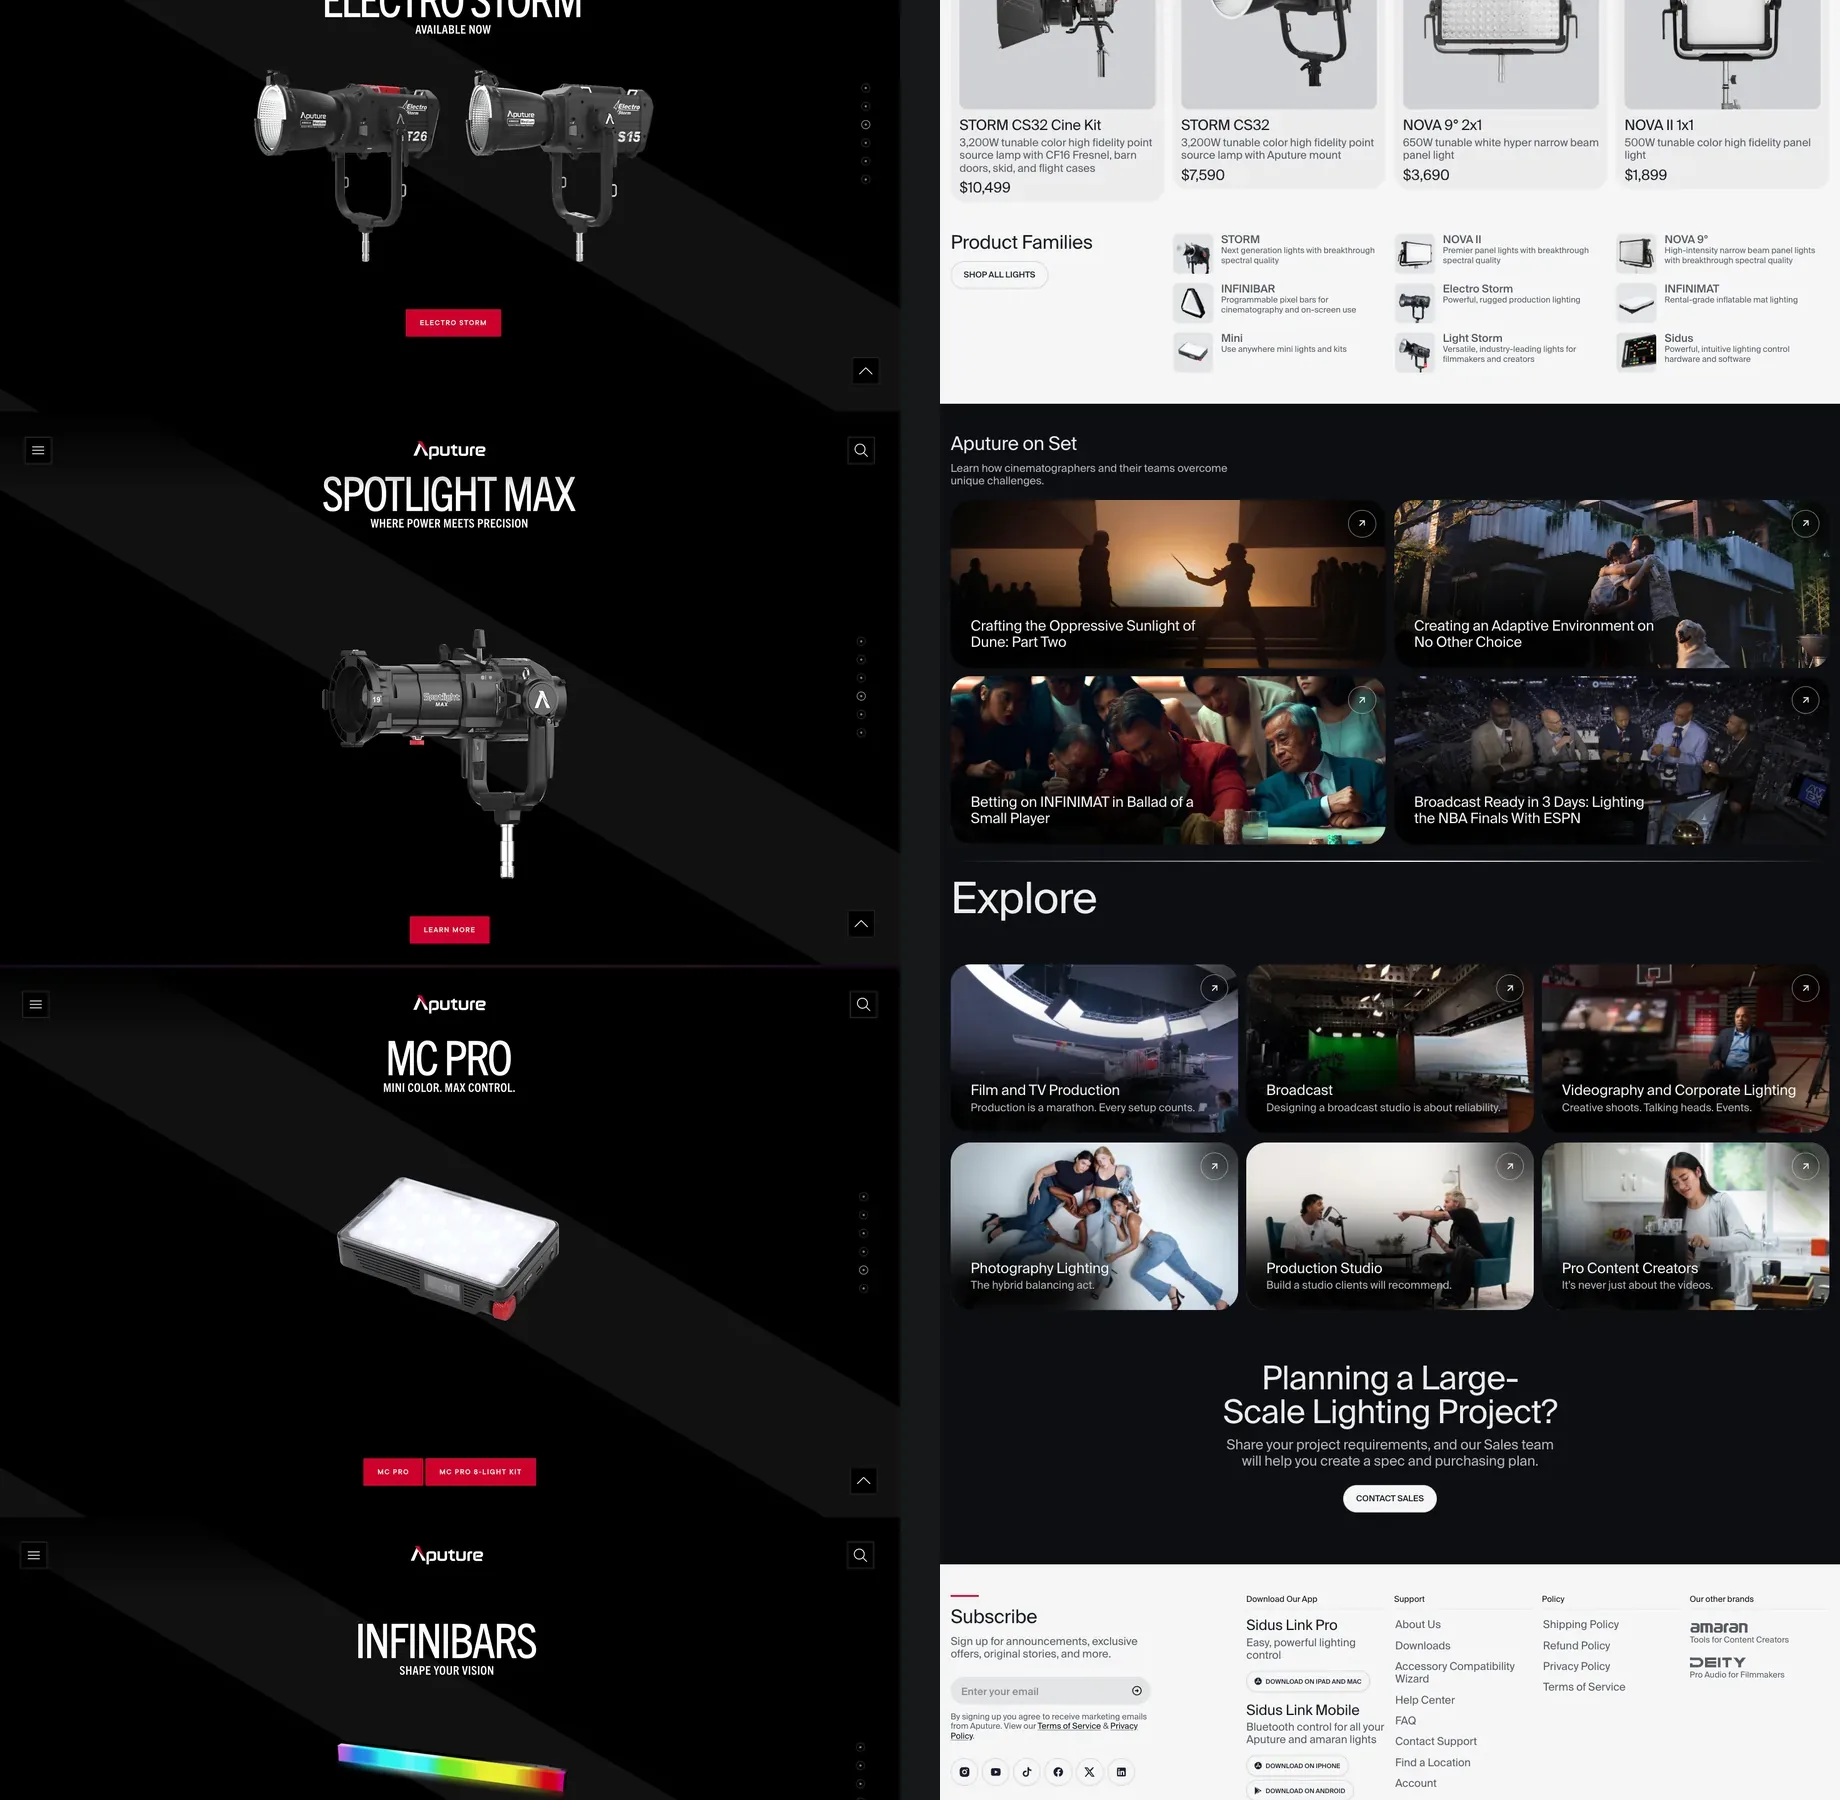 ELECTRO STORM
AVAILABLE NOW
Aputure
Electro
Storm
T26
Aputure
Electro
Storm
S15
ELECTRO STORM
Aputure
SPOTLIGHT MAX
WHERE POWER MEETS PRECISION
19
Spotlight
MAX
LEARN MORE
Aputure
MC PRO
MINI COLOR. MAX CONTROL.
MC PRO
MC PRO 8-LIGHT KIT
Aputure
INFINIBARS
SHAPE YOUR VISION
STORM CS32 Cine Kit
3,200W tunable color high fidelity point
source lamp with CF16 Fresnel, barn
doors, skid, and flight cases
$10,499
STORM CS32
3,200W tunable color high fidelity point
source lamp with Aputure mount
$7,590
NOVA 9° 2x1
650W tunable white hyper narrow beam
panel light
$3,690
NOVA II 1x1
500W tunable color high fidelity panel
light
$1,899
Product Families
SHOP ALL LIGHTS
STORM
Next generation lights with breakthrough
spectral quality
NOVA II
Premier panel lights with breakthrough
spectral quality
NOVA 9°
High-intensity narrow beam panel lights
with breakthrough spectral quality
INFINIBAR
Programmable pixel bars for
cinematography and on-screen use
Electro Storm
Powerful, rugged production lighting
INFINIMAT
Rental-grade inflatable mat lighting
Mini
Use anywhere mini lights and kits
Light Storm
Versatile, industry-leading lights for
filmmakers and creators
Sidus
Powerful, intuitive lighting control
hardware and software
Aputure on Set
Learn how cinematographers and their teams overcome
unique challenges.
Crafting the Oppressive Sunlight of
Dune: Part Two
Creating an Adaptive Environment on
No Other Choice
Betting on INFINIMAT in Ballad of a
Small Player
Broadcast Ready in 3 Days: Lighting
the NBA Finals With ESPN
Explore
Film and TV Production
Production is a marathon. Every setup counts.
Broadcast
Designing a broadcast studio is about reliability.
Videography and Corporate Lighting
Creative shoots. Talking heads. Events.
Photography Lighting
The hybrid balancing act.
Production Studio
Build a studio clients will recommend.
Pro Content Creators
It's never just about the videos.
Planning a Large-
Scale Lighting Project?
Share your project requirements, and our Sales team
will help you create a spec and purchasing plan.
CONTACT SALES
Subscribe
Sign up for announcements, exclusive
offers, original stories, and more.
Enter your email
By signing up you agree to receive marketing emails
from Aputure. View our Terms of Service & Privacy
Policy.
Download Our App
Sidus Link Pro
Easy, powerful lighting
control
DOWNLOAD ON IPAD AND MAC
Sidus Link Mobile
Bluetooth control for all your
Aputure and amaran lights
DOWNLOAD ON IPHONE
DOWNLOAD ON ANDROID
Support
About Us
Downloads
Accessory Compatibility
Wizard
Help Center
FAQ
Contact Support
Find a Location
Account
Policy
Shipping Policy
Refund Policy
Privacy Policy
Terms of Service
Our other brands
amaran
Tools for Content Creators
DEITY
Pro Audio for Filmmakers